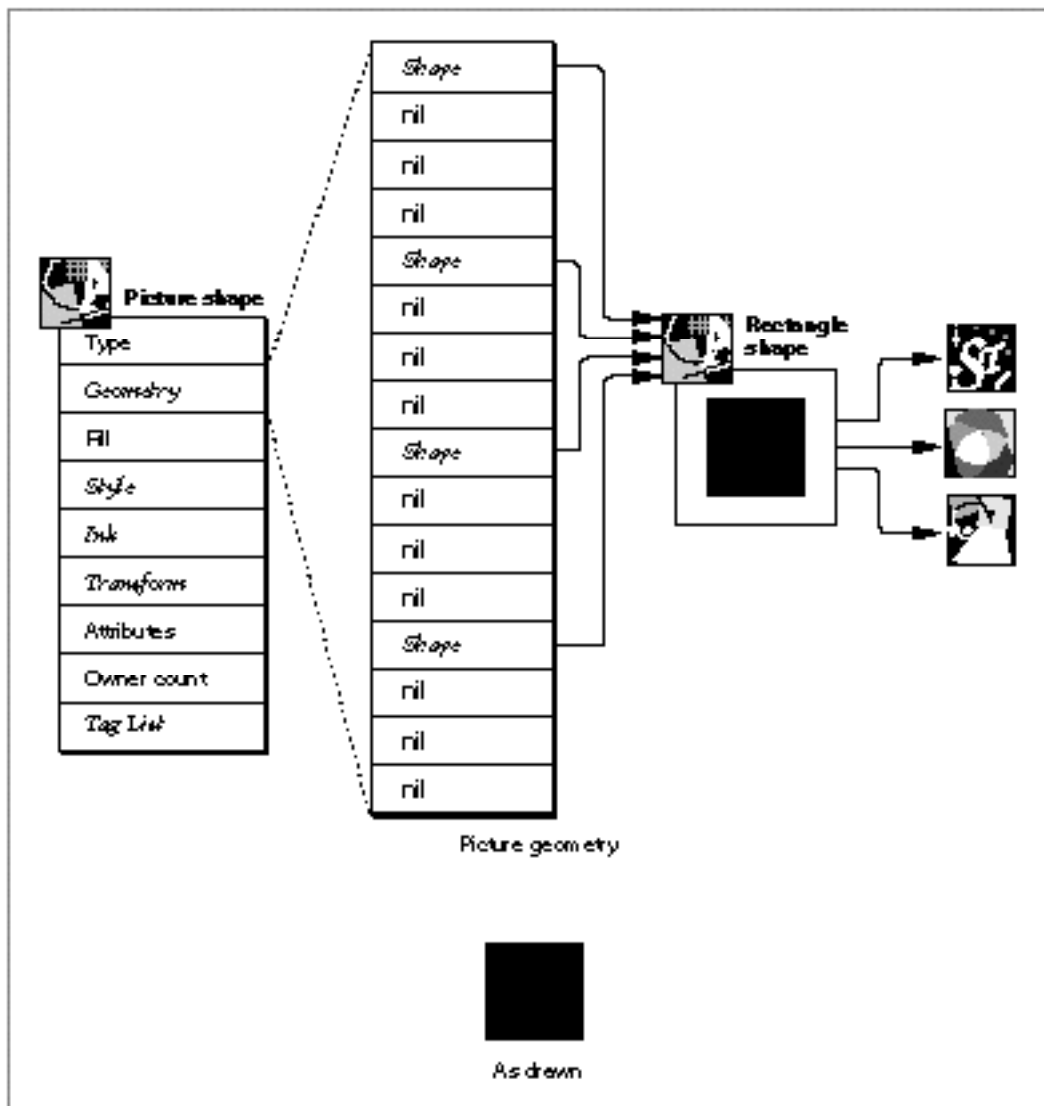 Picture shape
Type
Geometry
Fill
Style
Ink
Transform
Attributes
Owner count
Tag List
Shape
nil
nil
nil
Shape
nil
nil
nil
Shape
nil
nil
nil
Shape
nil
nil
nil
Picture geometry
Rectangle
shape
As drawn